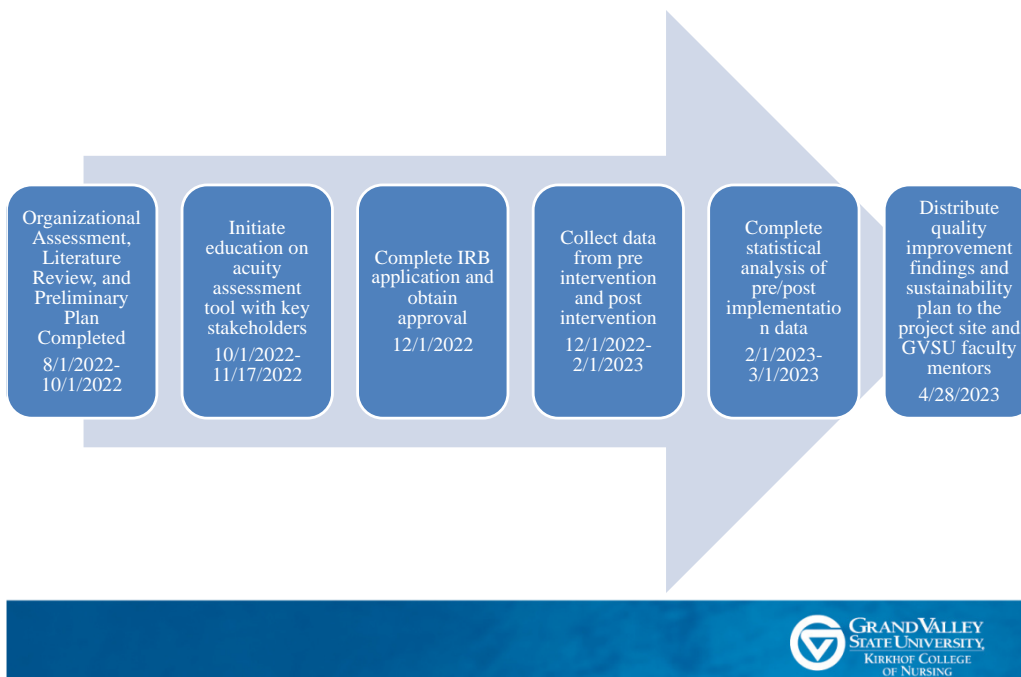 Organizational
Assessment,
Literature
Review, and
Preliminary
Plan
Completed
8/1/2022-
10/1/2022
Initiate
education on
acuity
assessment
tool with key
stakeholders
10/1/2022-
11/17/2022
Complete IRB
application and
obtain
approval
12/1/2022
Collect data
from pre
intervention
and post
intervention
12/1/2022-
2/1/2023
Complete
statistical
analysis of
pre/post
implementatio
n data
2/1/2023-
3/1/2023
Distribute
quality
improvement
findings and
sustainability
plan to the
project site and
GVSU faculty
mentors
4/28/2023
GRAND VALLEY
STATE UNIVERSITY,
KIRKHOF COLLEGE
OF NURSING